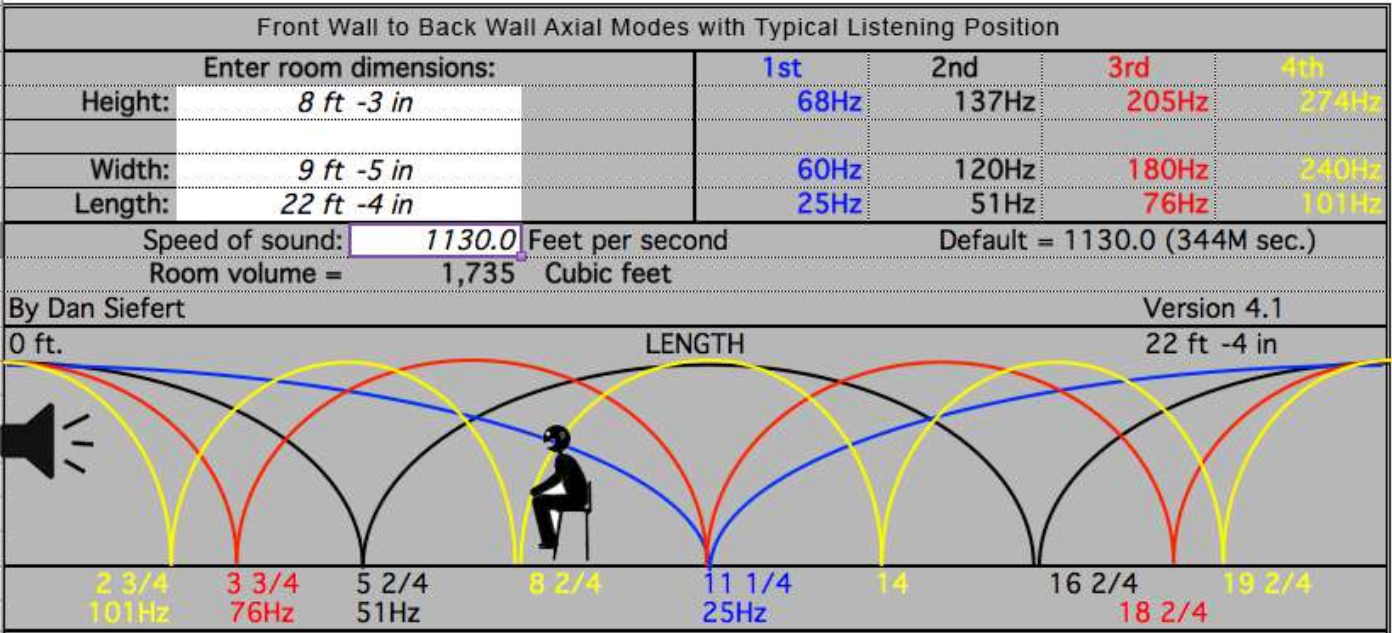 Front Wall to Back Wall Axial Modes with Typical Listening Position
Enter room dimensions: 1st 2nd 3rd 4th
Height: 8 ft -3 in 68Hz 137Hz 205Hz 274Hz
Width: 9 ft -5 in 60Hz 120Hz 180Hz 240Hz
Length: 22 ft -4 in 25Hz 51Hz 76Hz 101Hz
Speed of sound: 1130.0 Feet per second Default = 1130.0 (344M sec.)
Room volume = 1,735 Cubic feet
By Dan Siefert Version 4.1
0 ft. LENGTH 22 ft -4 in
2 3/4 3 3/4 5 2/4 8 2/4 11 1/4 14 16 2/4 19 2/4
101Hz 76Hz 51Hz 25Hz 18 2/4